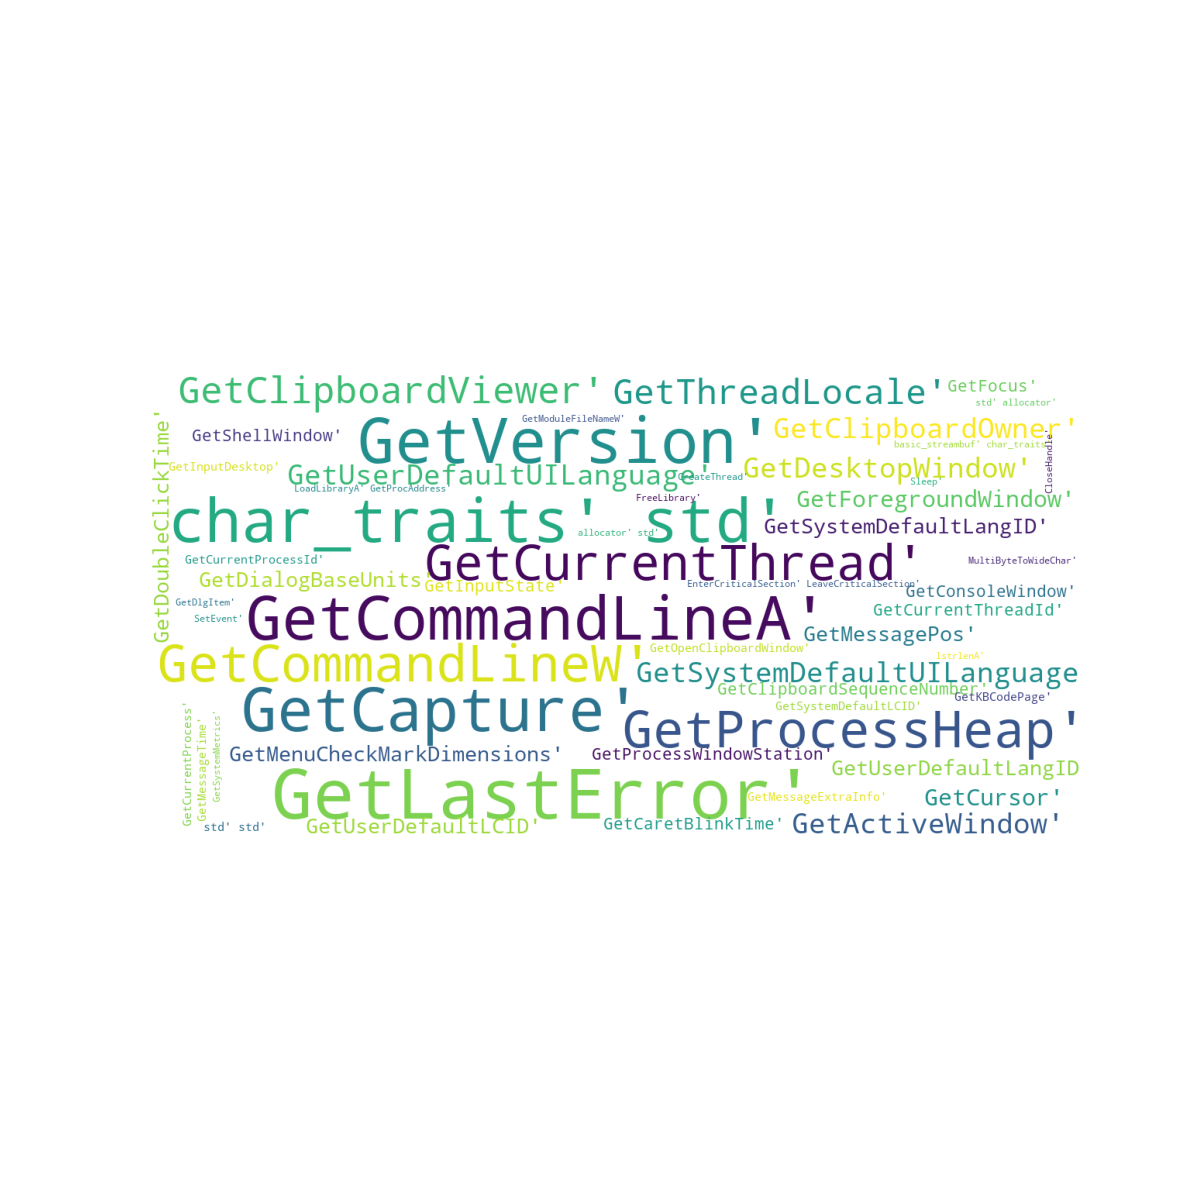 GetClipboardViewer'
GetThreadLocale'
GetFocus'
std' allocator'
GetDoubleClickTime'
GetShellWindow'
GetModuleFileNameW'
GetVersion'
GetClipboardOwner'
basic_streambuf' char_traits'
CloseHandle'
GetInputDesktop'
GetUserDefaultUILanguage'
CreateThread'
GetDesktopWindow'
Sleep'
LoadLibraryA' GetProcAddress'
FreeLibrary'
GetForegroundWindow'
char_traits' std'
allocator' std'
GetSystemDefaultLangID'
GetCurrentProcessId'
GetCurrentThread'
MultiByteToWideChar'
GetDialogBaseUnits'
GetInputState'
EnterCriticalSection' LeaveCriticalSection'
GetConsoleWindow'
GetDlgItem'
SetEvent'
GetCommandLineA'
GetCurrentThreadId'
GetMessagePos'
GetCommandLineW'
GetOpenClipboardWindow'
lstrlenA'
GetSystemDefaultUILanguage
GetClipboardSequenceNumber'
GetKBCodePage'
GetCapture'
GetSystemDefaultLCID'
GetProcessHeap'
GetCurrentProcess'
GetMessageTime'
GetSystemMetrics'
GetMenuCheckMarkDimensions'
GetProcessWindowStation'
GetUserDefaultLangID
GetLastError'
GetMessageExtraInfo'
GetCursor'
std' std'
GetUserDefaultLCID'
GetCaretBlinkTime'
GetActiveWindow'